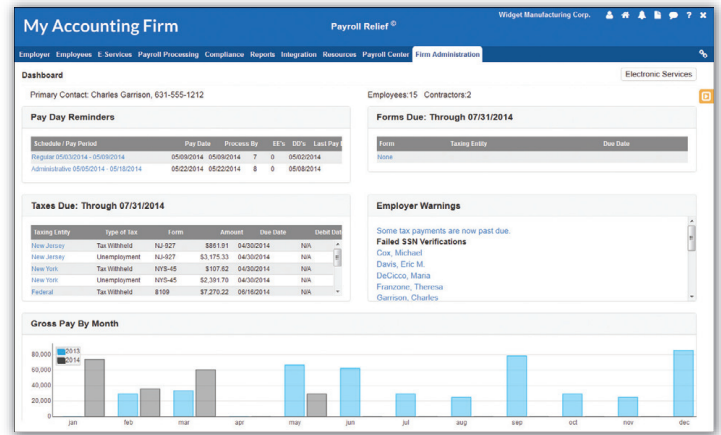 Widget Manufacturing Corp.
My Accounting Firm
Payroll Relief ©
Employer Employees E Services Payroll Processing Compliance Reports Integration Resources Payroll Center Firm Administration
Dashboard
Electronic Services
Primary Contact: Charles Garrison, 631-555-1212
Employees:15 Contractors:2
Pay Day Reminders
Schedule / Pay Period Pay Date Process By EE's DD's Last Pay
Regular 05/03/2014 - 05/09/2014 05/09/2014 05/09/2014 7 0 05/02/2014
Administrative 05/05/2014 - 05/18/2014 05/22/2014 05/22/2014 8 0 05/08/2014
Forms Due: Through 07/31/2014
Form Taxing Entity Due Date
None
Taxes Due: Through 07/31/2014
Taxing Entity Type of Tax Form Amount Due Date Debit Dat
New Jersey Tax Withheld NJ-927 $861.91 04/30/2014 N/A
New Jersey Unemployment NJ-927 $3,175.33 04/30/2014 N/A
New York Tax Withheld NYS-45 $107.62 04/30/2014 N/A
New York Unemployment NYS-45 $2,391.70 04/30/2014 N/A
Federal Tax Withheld 8109 $7,270.22 06/16/2014 N/A
Employer Warnings
Some tax payments are now past due.
Failed SSN Verifications
Cox, Michael
Davis, Eric M.
DeCicco, Maria
Franzone, Theresa
Garrison, Charles
Gross Pay By Month
2013
2014
80,000
60,000
40,000
20,000
0
jan feb mar apr may jun jul aug sep oct nov dec